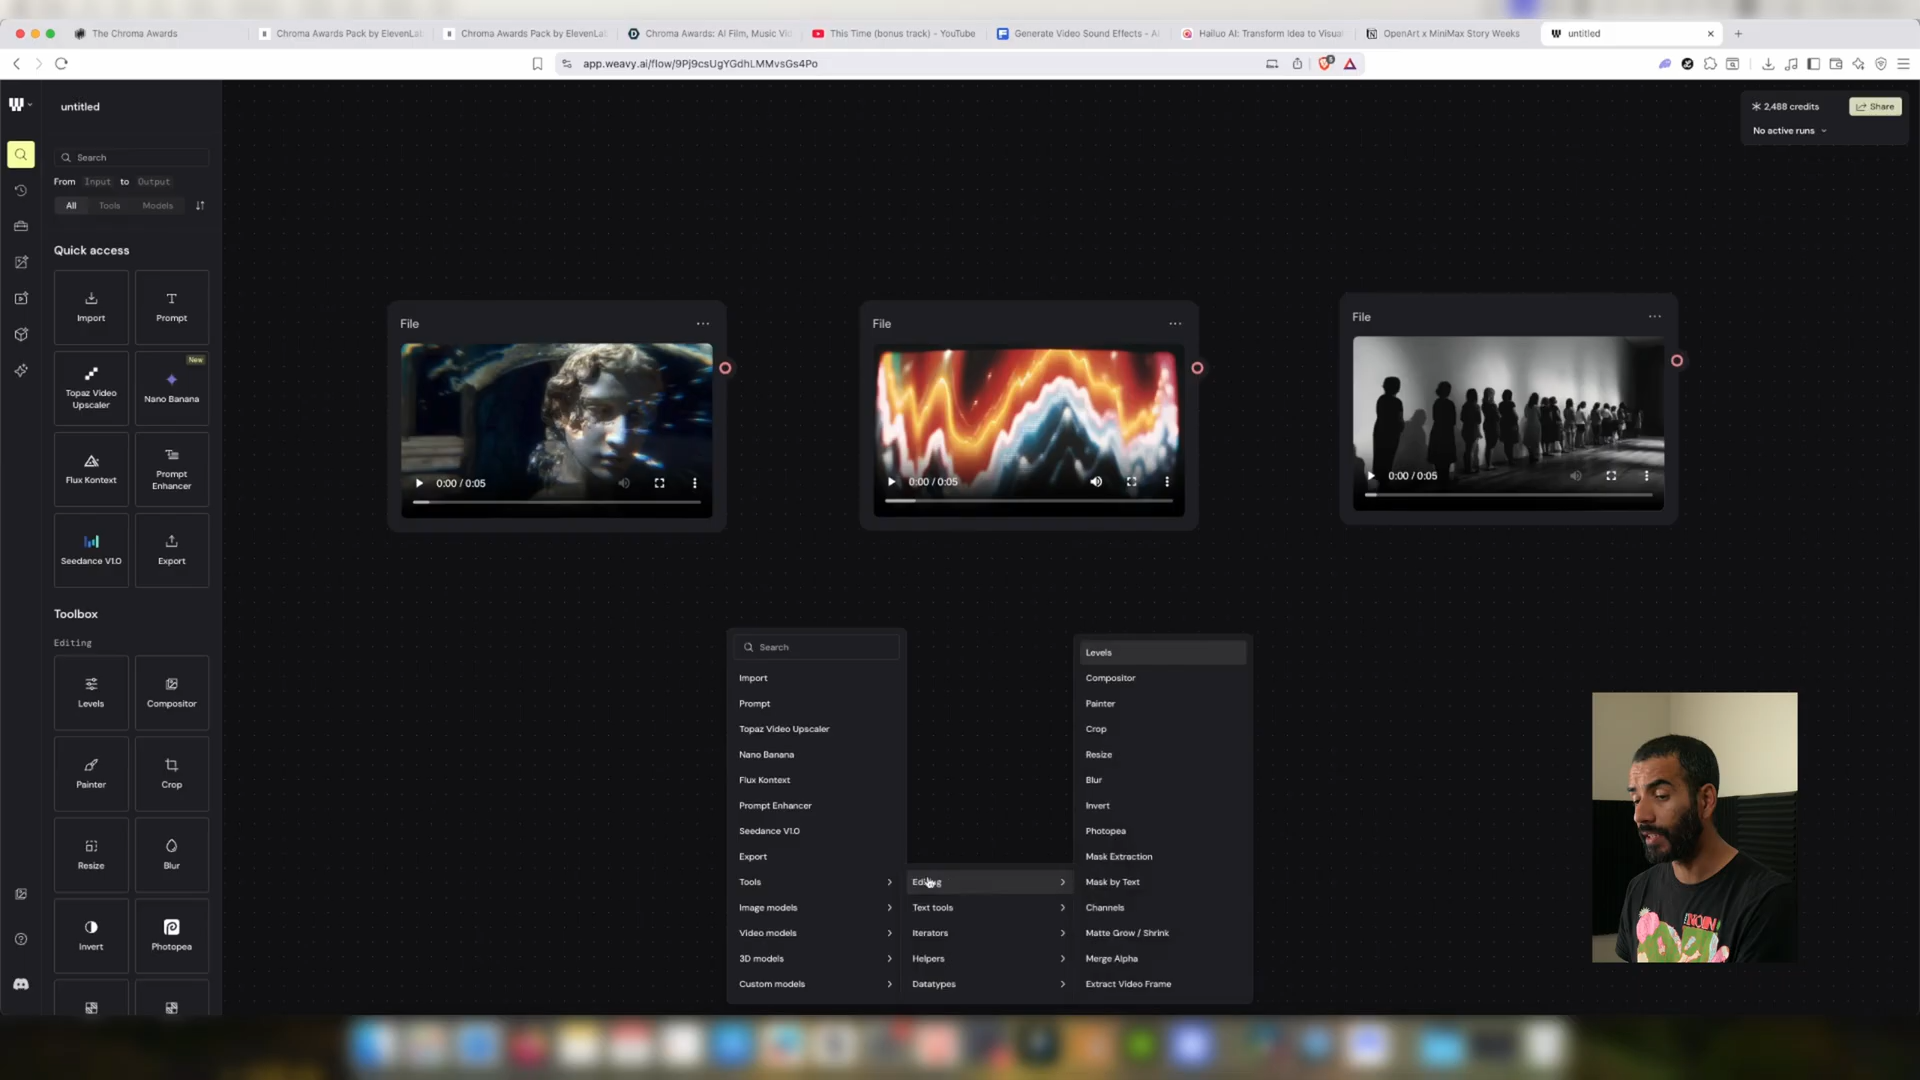 The Chroma Awards
Chroma Awards Pack by ElevenLa
Chroma Awards Pack by ElevenLa
Chroma Awards: AI Film, Music Vi
This Time (bonus track) - YouTube
Generate Video Sound Effects - A
Hailuo AI: Transform Idea to Visua
OpenArt x MiniMax Story Weeks
untitled
app.weavy.ai/flow/9Pj9csUgYGdhLMMvsGs4Po
untitled
2,488 credits
Share
No active runs
Search
From Input to Output
All Tools Models
Quick access
Import
Prompt
Topaz Video
Upscaler
New
Nano Banana
Flux Kontext
Prompt
Enhancer
Seedance V1.0
Export
Toolbox
Editing
Levels
Compositor
Painter
Crop
Resize
Blur
Invert
Photopea
File
0:00 / 0:05
File
0:00 / 0:05
File
0:00 / 0:05
Search
Import
Prompt
Topaz Video Upscaler
Nano Banana
Flux Kontext
Prompt Enhancer
Seedance V1.0
Export
Tools
Image models
Video models
3D models
Custom models
Editing
Text tools
Iterators
Helpers
Datatypes
Levels
Compositor
Painter
Crop
Resize
Blur
Invert
Photopea
Mask Extraction
Mask by Text
Channels
Matte Grow / Shrink
Merge Alpha
Extract Video Frame